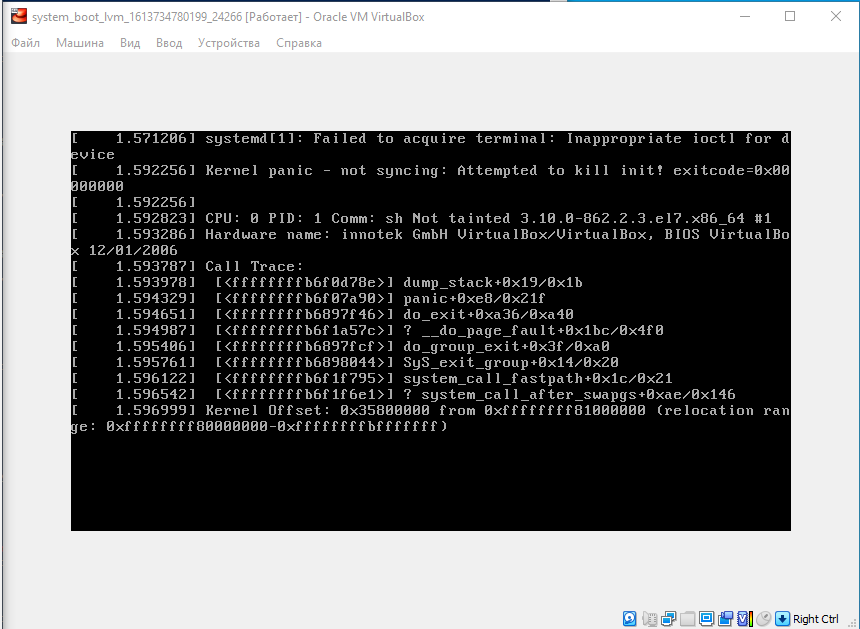 system_boot_lvm_1613734780199_24266 [Работает] - Oracle VM VirtualBox
Файл Машина Вид Ввод Устройства Справка
[    1.571206] systemd[1]: Failed to acquire terminal: Inappropriate ioctl for d
evice
[    1.592256] Kernel panic - not syncing: Attempted to kill init! exitcode=0x00
000000
[    1.592256]
[    1.592823] CPU: 0 PID: 1 Comm: sh Not tainted 3.10.0-862.2.3.el7.x86_64 #1
[    1.593286] Hardware name: innotek GmbH VirtualBox/VirtualBox, BIOS VirtualBo
x 12/01/2006
[    1.593787] Call Trace:
[    1.593978]  [<ffffffffb6f0d78e>] dump_stack+0x19/0x1b
[    1.594329]  [<ffffffffb6f07a90>] panic+0xe8/0x21f
[    1.594651]  [<ffffffffb6897f46>] do_exit+0xa36/0xa40
[    1.594987]  [<ffffffffb6f1a57c>] ? __do_page_fault+0x1bc/0x4f0
[    1.595406]  [<ffffffffb6897fcf>] do_group_exit+0x3f/0xa0
[    1.595761]  [<ffffffffb6898044>] SyS_exit_group+0x14/0x20
[    1.596122]  [<ffffffffb6f1f795>] system_call_fastpath+0x1c/0x21
[    1.596542]  [<ffffffffb6f1f6e1>] ? system_call_after_swapgs+0xae/0x146
[    1.596999] Kernel Offset: 0x35800000 from 0xffffffff81000000 (relocation ran
ge: 0xffffffff80000000-0xffffffffbfffffff)
Right Ctrl